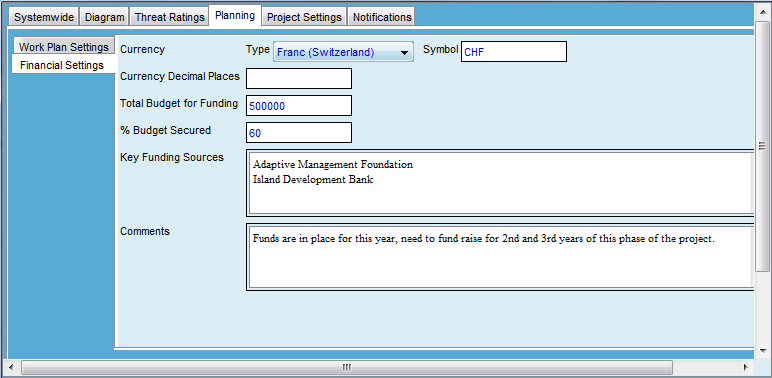 Systemwide Diagram Threat Ratings Planning Project Settings Notifications
Work Plan Settings
Financial Settings
Currency Type Franc (Switzerland) Symbol CHF
Currency Decimal Places
Total Budget for Funding 500000
% Budget Secured 60
Key Funding Sources Adaptive Management Foundation
Island Development Bank
Comments Funds are in place for this year, need to fund raise for 2nd and 3rd years of this phase of the project.